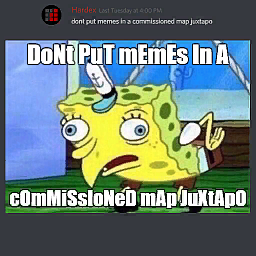 Hardex Last Tuesday at 4:00 PM
dont put memes in a commissioned map juxtapo
DoNt PuT mEmEs In A
cOmMiSsIoNeD mAp JuXtApO